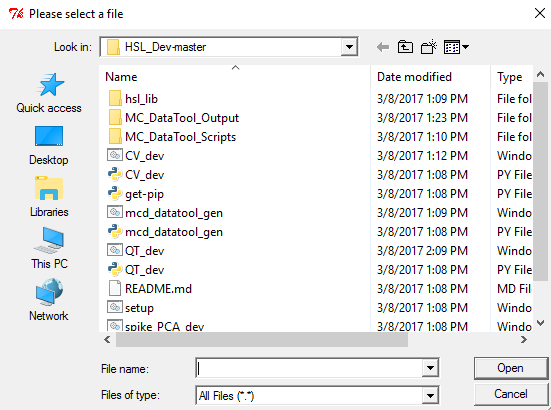 Please select a file
Look in: HSL_Dev-master
Name Date modified Type
hsl_lib 3/8/2017 1:09 PM File fol
MC_DataTool_Output 3/8/2017 1:23 PM File fol
MC_DataTool_Scripts 3/8/2017 1:10 PM File fol
CV_dev 3/8/2017 1:12 PM Windo
CV_dev 3/8/2017 1:08 PM PY File
get-pip 3/8/2017 1:08 PM PY File
mcd_datatool_gen 3/8/2017 1:09 PM Windo
mcd_datatool_gen 3/8/2017 1:08 PM PY File
QT_dev 3/8/2017 2:09 PM Windo
QT_dev 3/8/2017 1:08 PM PY File
README.md 3/8/2017 1:08 PM MD Fil
setup 3/8/2017 1:08 PM Windo
spike_PCA_dev 3/8/2017 1:08 PM Windo
Quick access
Desktop
Libraries
This PC
Network
File name: Open
Files of type: All Files (*.*) Cancel